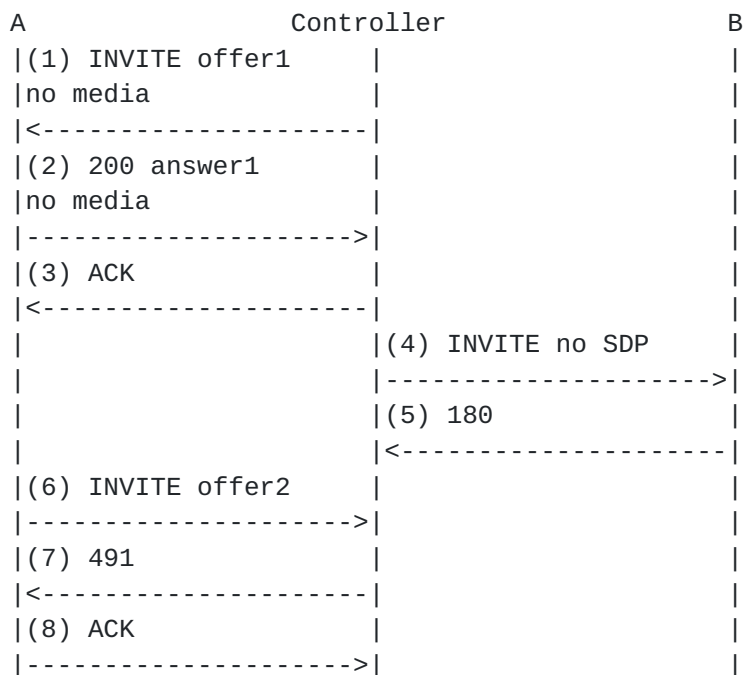 A                Controller                  B
|(1) INVITE offer1     |                     |
|no media              |                     |
|<---------------------|                     |
|(2) 200 answer1       |                     |
|no media              |                     |
|--------------------->|                     |
|(3) ACK               |                     |
|<---------------------|                     |
|                      |(4) INVITE no SDP    |
|                      |-------------------->|
|                      |(5) 180              |
|                      |<--------------------|
|(6) INVITE offer2     |                     |
|--------------------->|                     |
|(7) 491               |                     |
|<---------------------|                     |
|(8) ACK               |                     |
|--------------------->|                     |